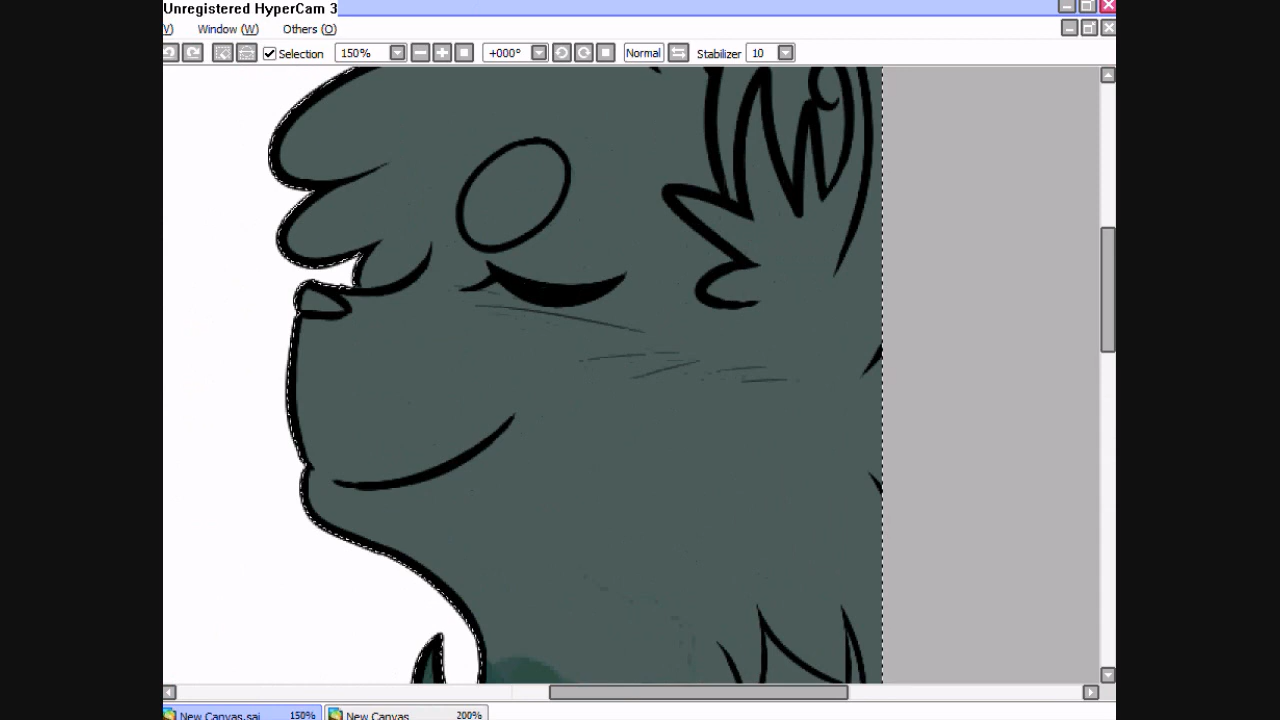 Unregistered HyperCam 3
V) Window (W) Others (O)
Selection 150% +000° Normal Stabilizer 10
New Canvas.sai 150% New Canvas 200%